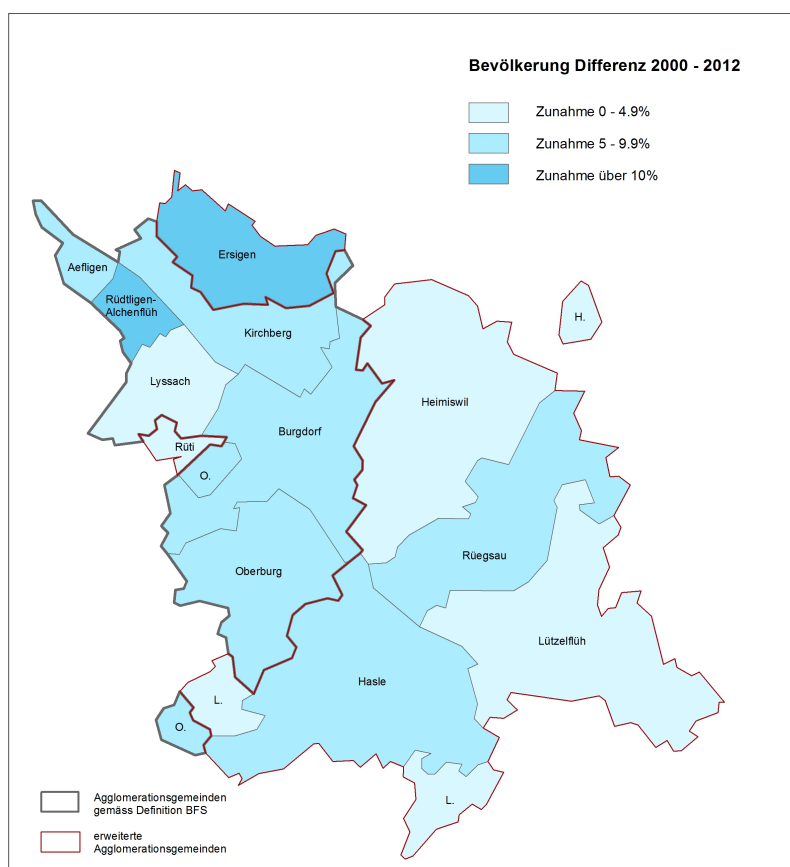 Bevölkerung Differenz 2000 - 2012
Zunahme 0 - 4.9%
Zunahme 5 - 9.9%
Zunahme über 10%
Ersigen
Aefligen
Rüdtligen-
Alchenflüh
H.
Kirchberg
Lyssach
Heimiswil
Burgdorf
Rüti
O.
Rüegsau
Oberburg
Lützelflüh
Hasle
L.
O.
L.
Agglomerationsgemeinden
gemäss Definition BFS
erweiterte
Agglomerationsgemeinden